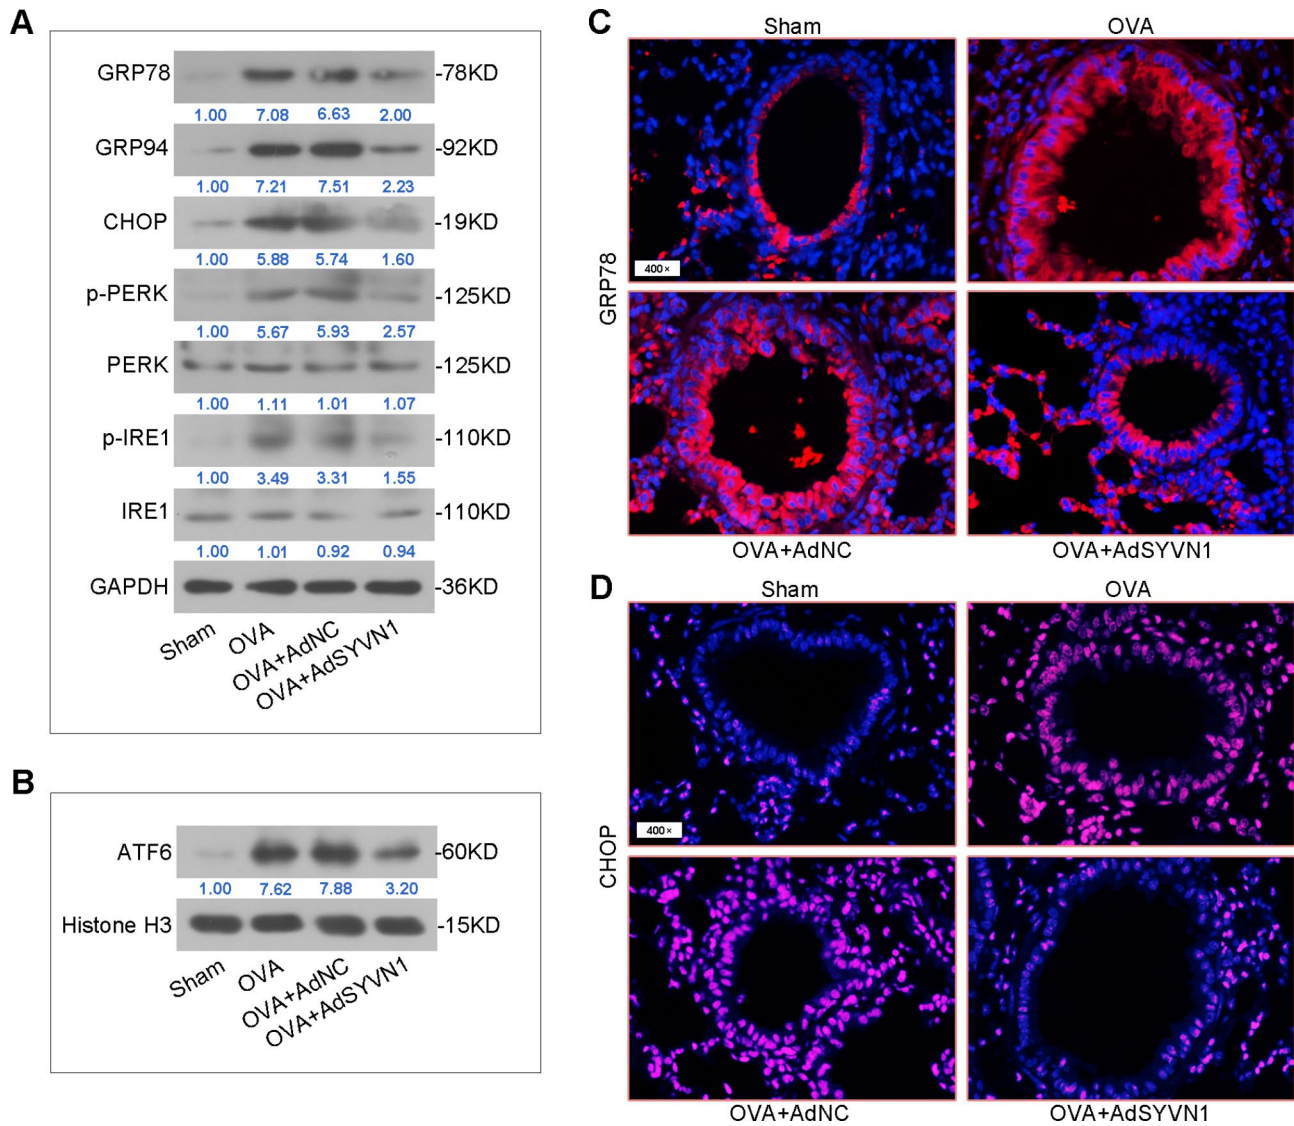 A
GRP78 -78KD
1.00 7.08 6.63 2.00
GRP94 -92KD
1.00 7.21 7.51 2.23
CHOP -19KD
1.00 5.88 5.74 1.60
p-PERK -125KD
1.00 5.67 5.93 2.57
PERK -125KD
1.00 1.11 1.01 1.07
p-IRE1 -110KD
1.00 3.49 3.31 1.55
IRE1 -110KD
1.00 1.01 0.92 0.94
GAPDH -36KD
Sham
OVA
OVA+AdNC
OVA+AdSYVN1
B
ATF6 -60KD
1.00 7.62 7.88 3.20
Histone H3 -15KD
Sham
OVA
OVA+AdNC
OVA+AdSYVN1
C
Sham OVA
GRP78
400×
OVA+AdNC OVA+AdSYVN1
D
Sham OVA
CHOP
400×
OVA+AdNC OVA+AdSYVN1